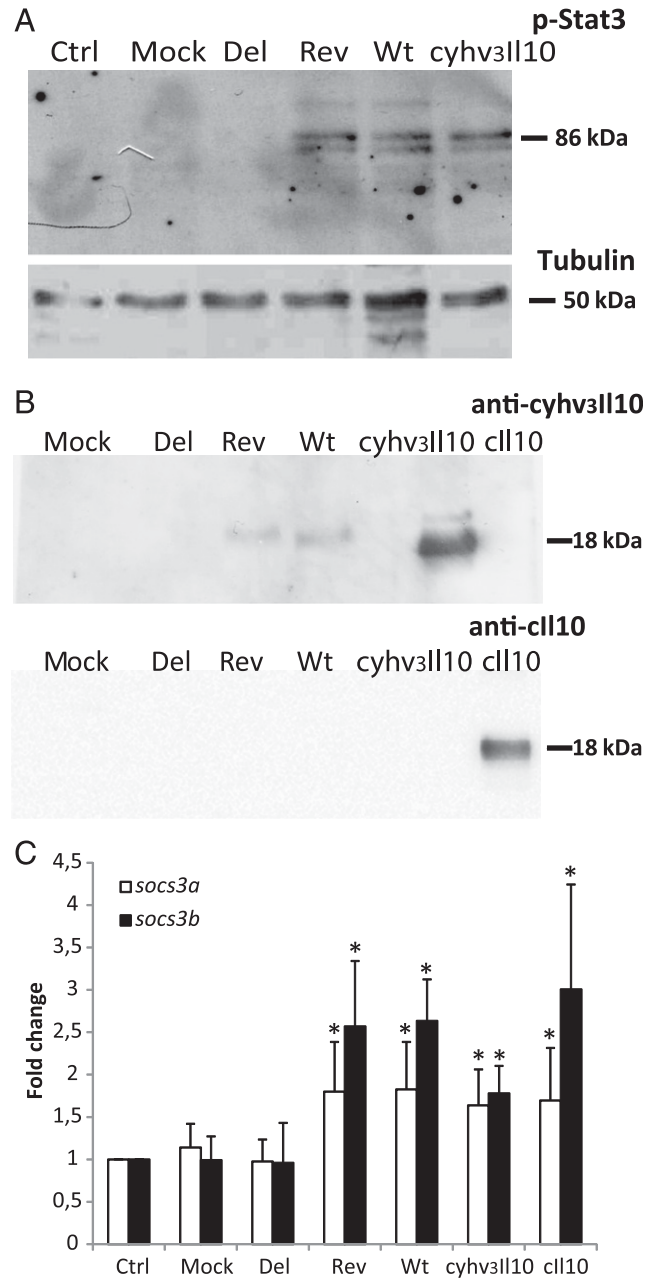 A
p-Stat3
Ctrl Mock Del Rev Wt cyhv3Il10
86 kDa
Tubulin
50 kDa
B
anti-cyhv3Il10
Mock Del Rev Wt cyhv3Il10 cIl10
18 kDa
anti-cIl10
Mock Del Rev Wt cyhv3Il10 cIl10
18 kDa
C
Fold change
4,5
4
3,5
3
2,5
2
1,5
1
0,5
0
socs3a
socs3b
* * * * * * * *
Ctrl Mock Del Rev Wt cyhv3Il10 cIl10